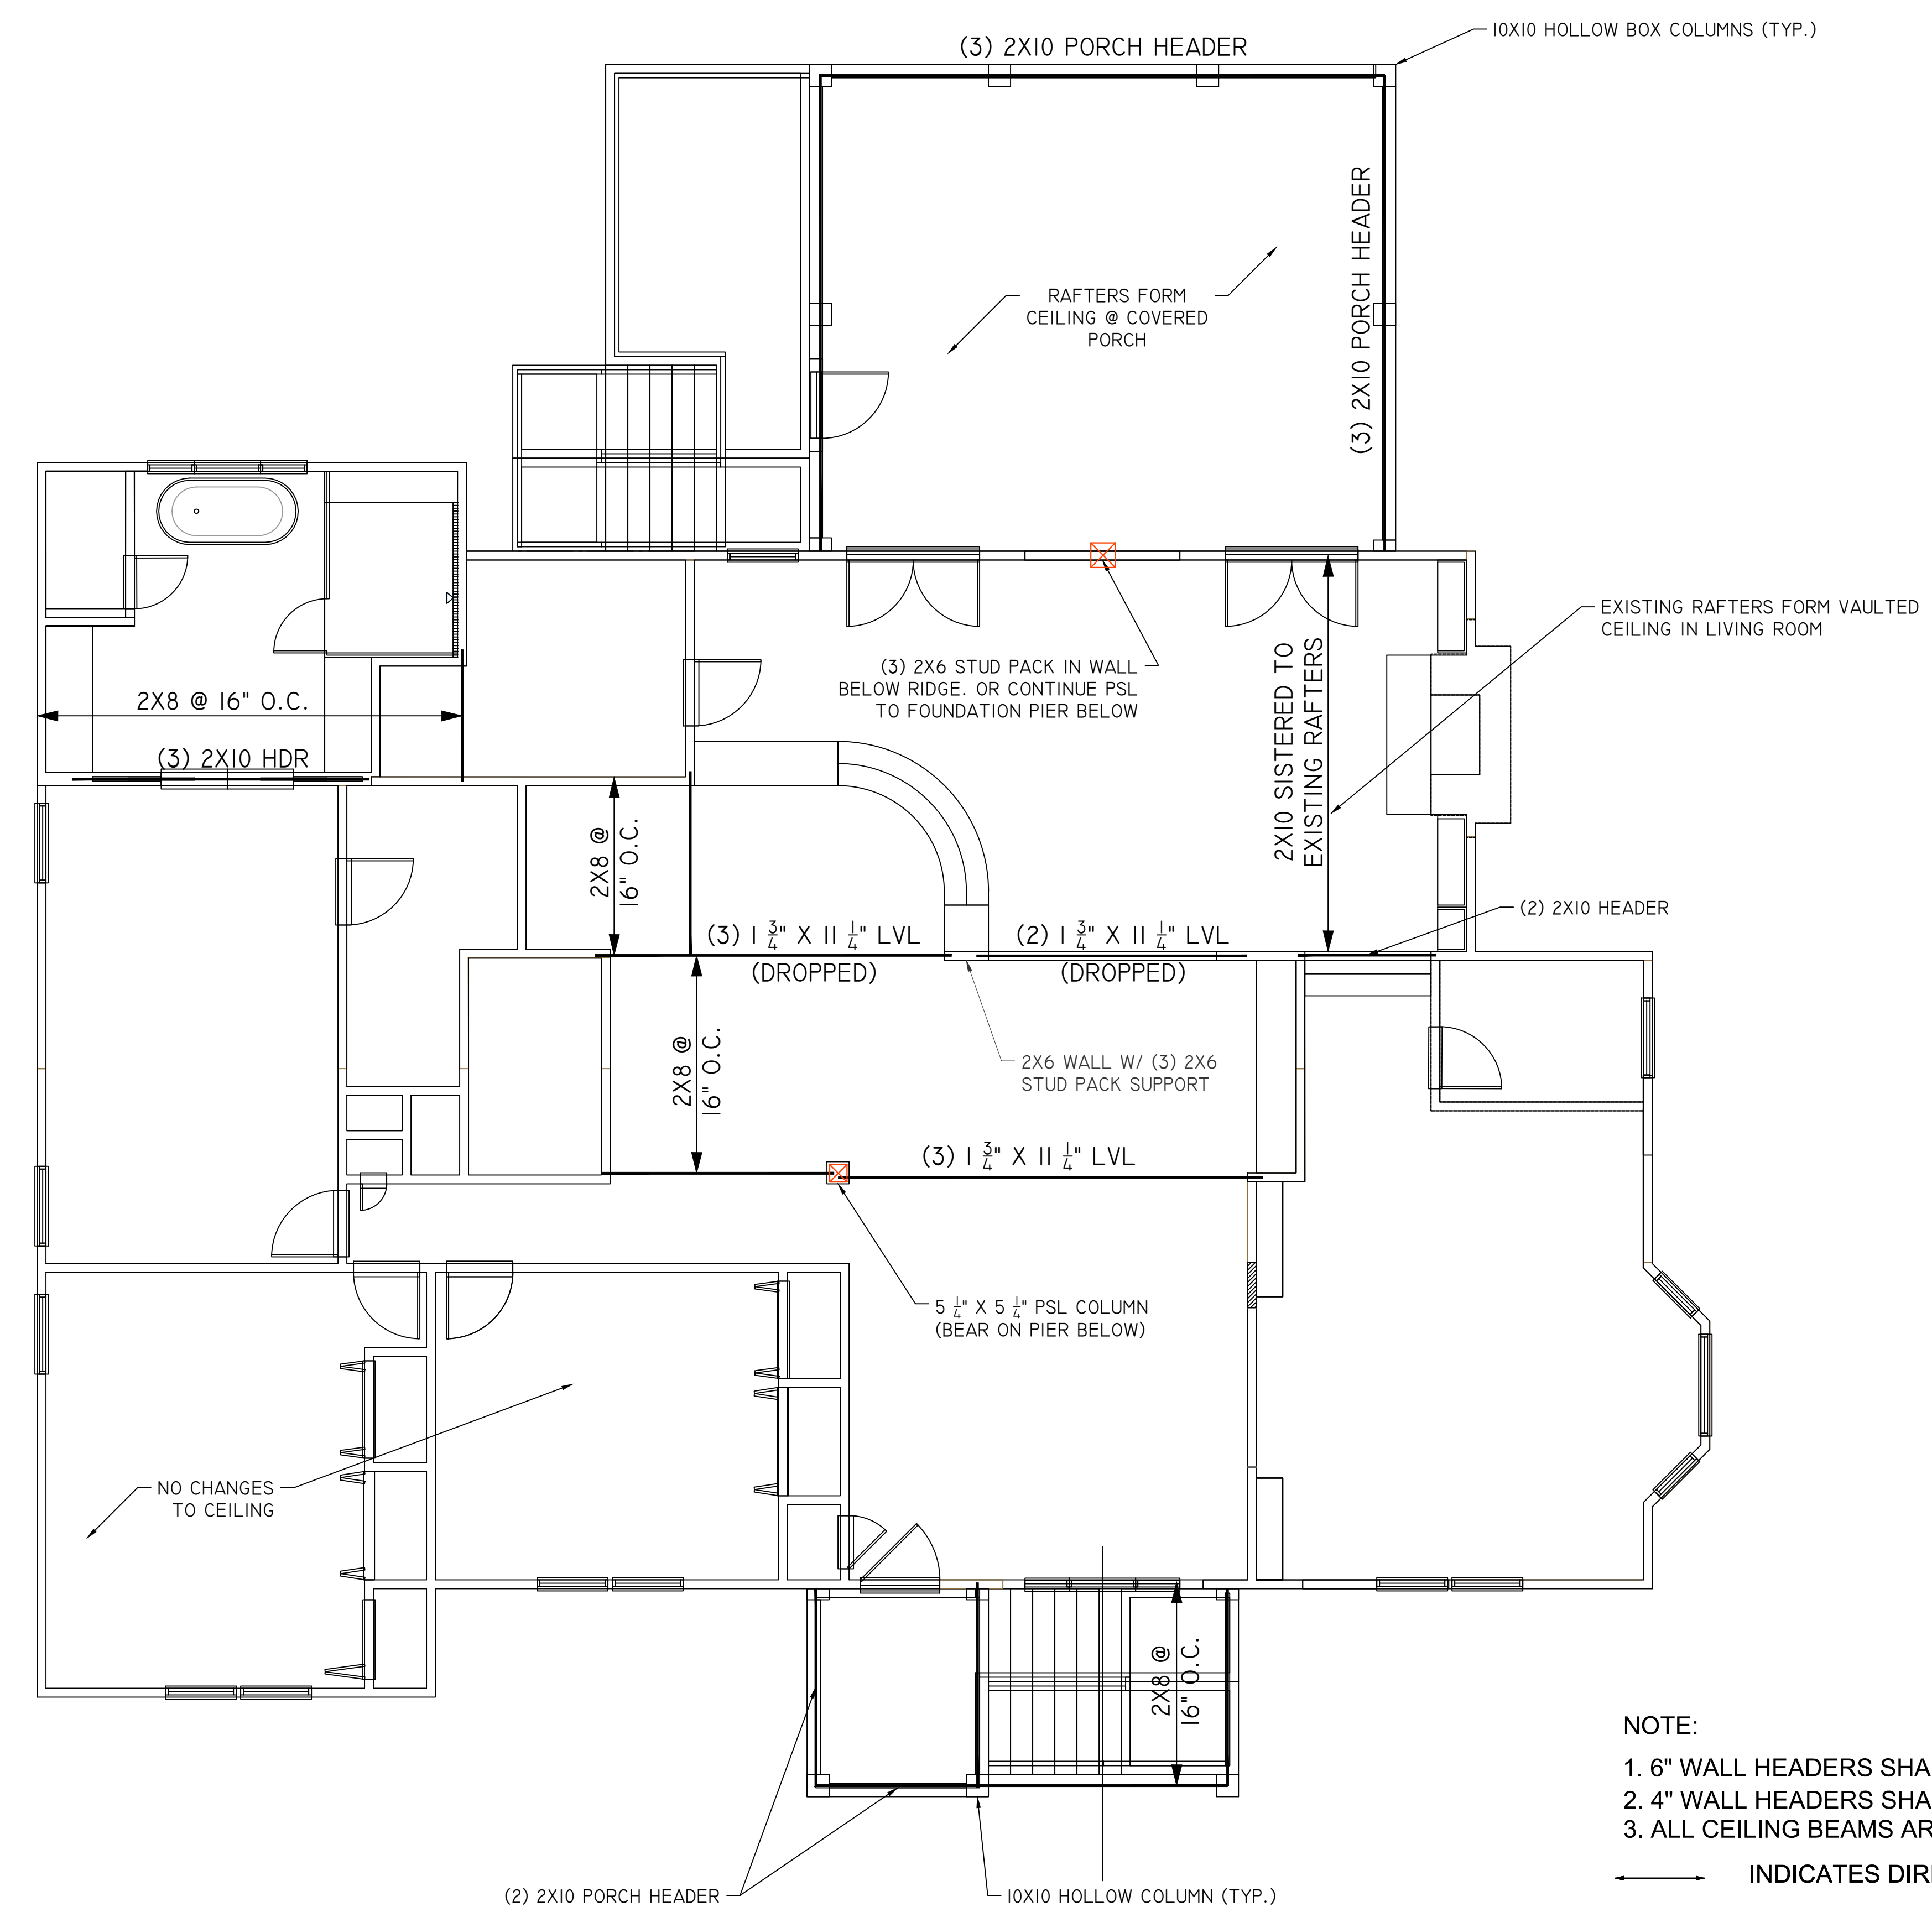 10X10 HOLLOW BOX COLUMNS (TYP.)
(3) 2X10 PORCH HEADER
(3) 2X10 PORCH HEADER
RAFTERS FORM
CEILING @ COVERED
PORCH
EXISTING RAFTERS FORM VAULTED
CEILING IN LIVING ROOM
(3) 2X6 STUD PACK IN WALL
BELOW RIDGE. OR CONTINUE PSL
TO FOUNDATION PIER BELOW
2X10 SISTERED TO
EXISTING RAFTERS
2X8 @ 16" O.C.
(3) 2X10 HDR
2X8 @
16" O.C.
(2) 2X10 HEADER
(3) 1 3/4" X 11 1/4" LVL
(DROPPED)
(2) 1 3/4" X 11 1/4" LVL
(DROPPED)
2X8 @
16" O.C.
2X6 WALL W/ (3) 2X6
STUD PACK SUPPORT
(3) 1 3/4" X 11 1/4" LVL
5 1/4" X 5 1/4" PSL COLUMN
(BEAR ON PIER BELOW)
NO CHANGES
TO CEILING
2X8 @
16" O.C.
(2) 2X10 PORCH HEADER
10X10 HOLLOW COLUMN (TYP.)
NOTE:
1. 6" WALL HEADERS SHA
2. 4" WALL HEADERS SHA
3. ALL CEILING BEAMS AR
INDICATES DIR